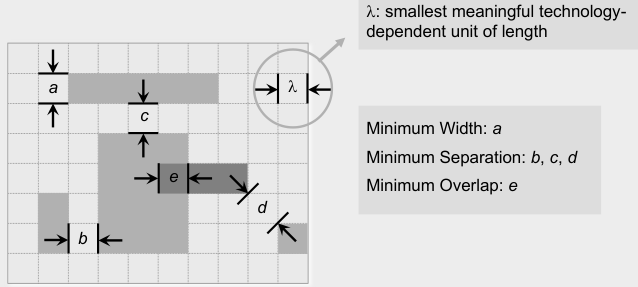 λ: smallest meaningful technology-
dependent unit of length
a
λ
c
Minimum Width: a
Minimum Separation: b, c, d
Minimum Overlap: e
e
d
b